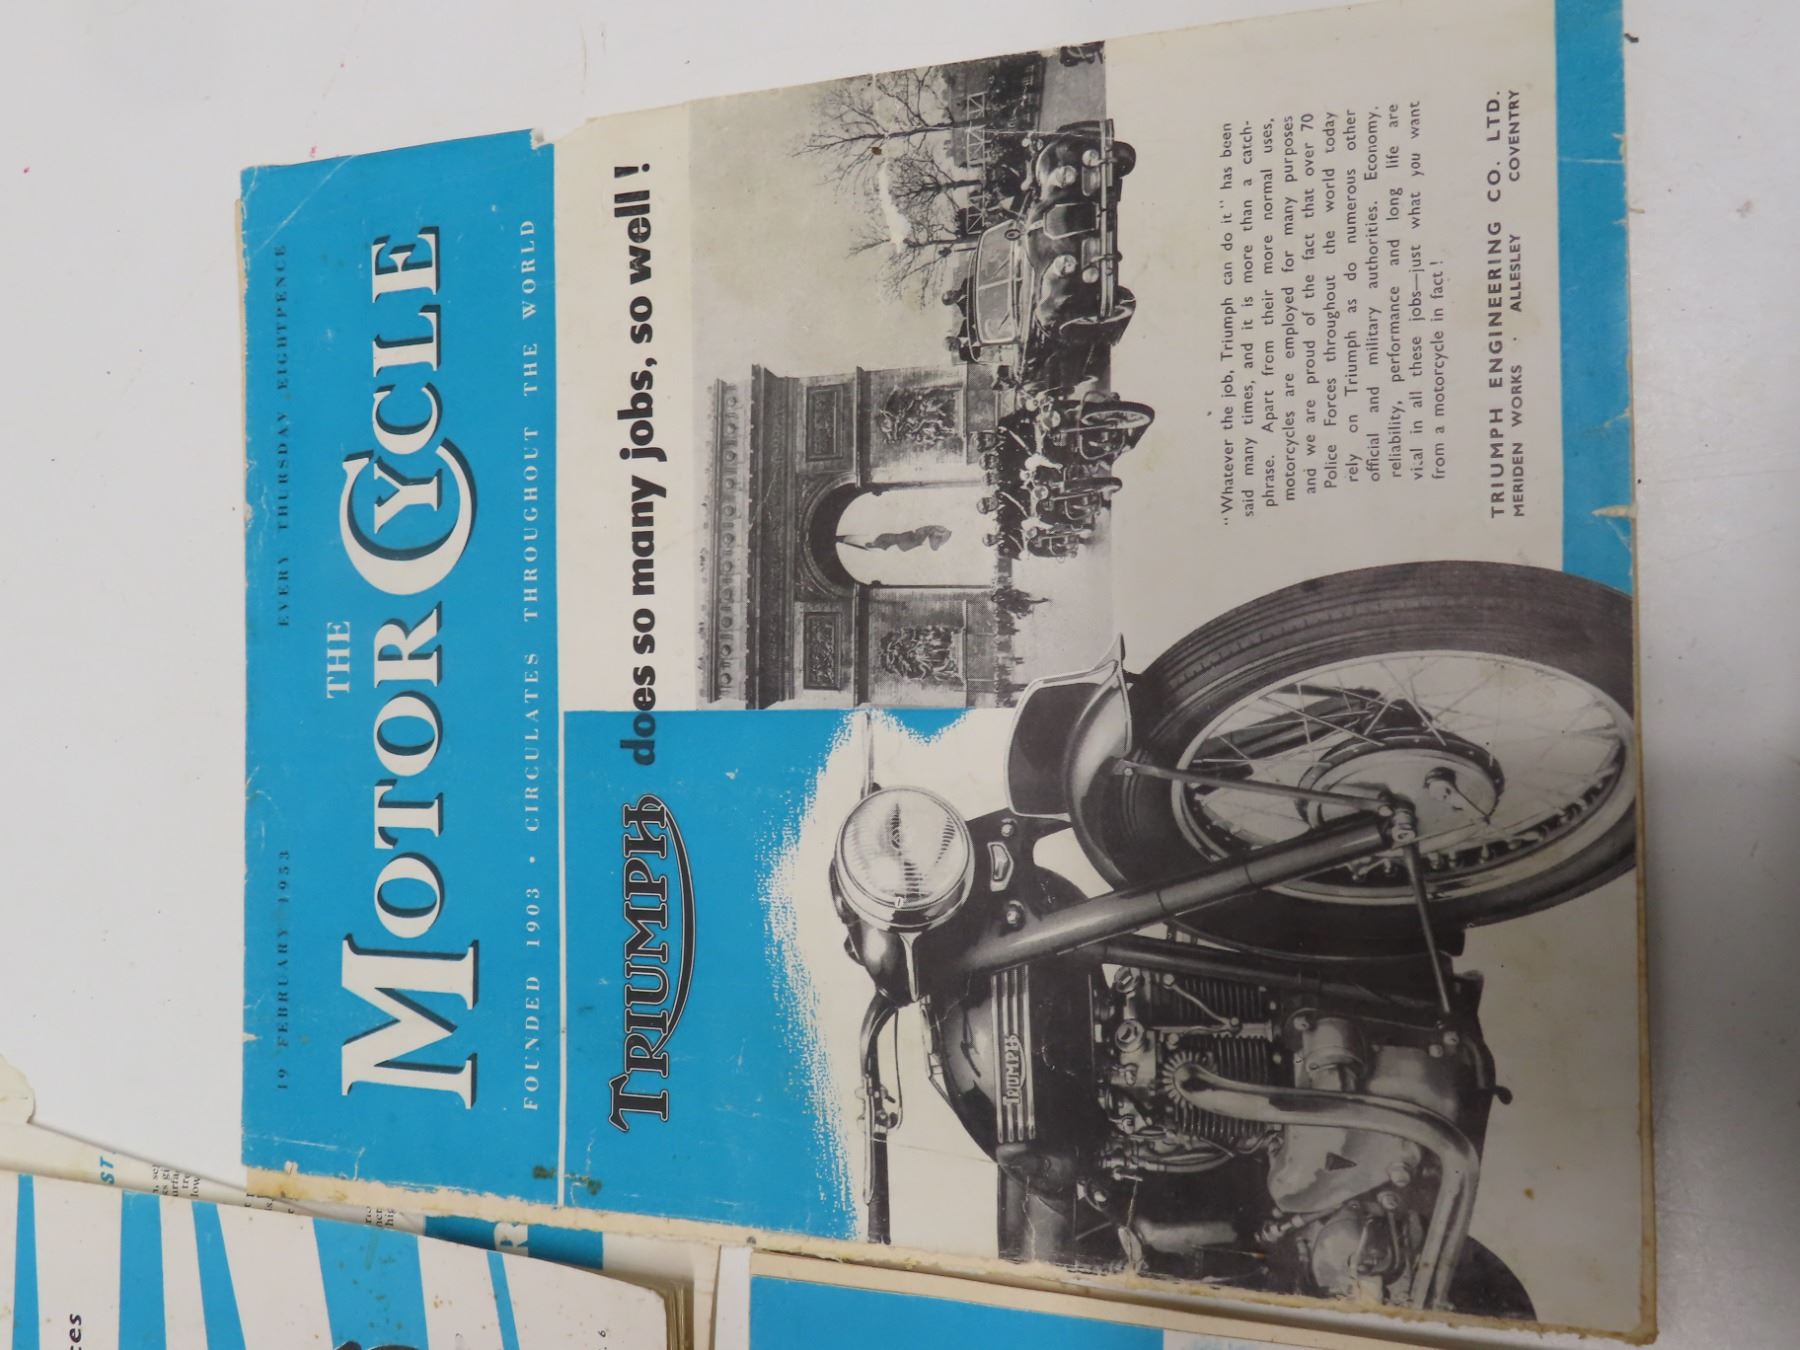 19 FEBRUARY 1953 EVERY THURSDAY EIGHTPENCE
THE
MOTOR CYCLE
FOUNDED 1903 · CIRCULATES THROUGHOUT THE WORLD
TRIUMPH does so many jobs, so well!
"Whatever the job, Triumph can do it" has been
said many times, and it is more than a catch-
phrase. Apart from their more normal uses,
motorcycles are employed for many purposes
and we are proud of the fact that over 70
Police Forces throughout the world today
rely on Triumph as do numerous other
official and military authorities. Economy,
reliability, performance and long life are
vital in all these jobs—just what you want
from a motorcycle in fact!
TRIUMPH ENGINEERING CO. LTD.
MERIDEN WORKS · ALLESLEY COVENTRY
TRIUMPH